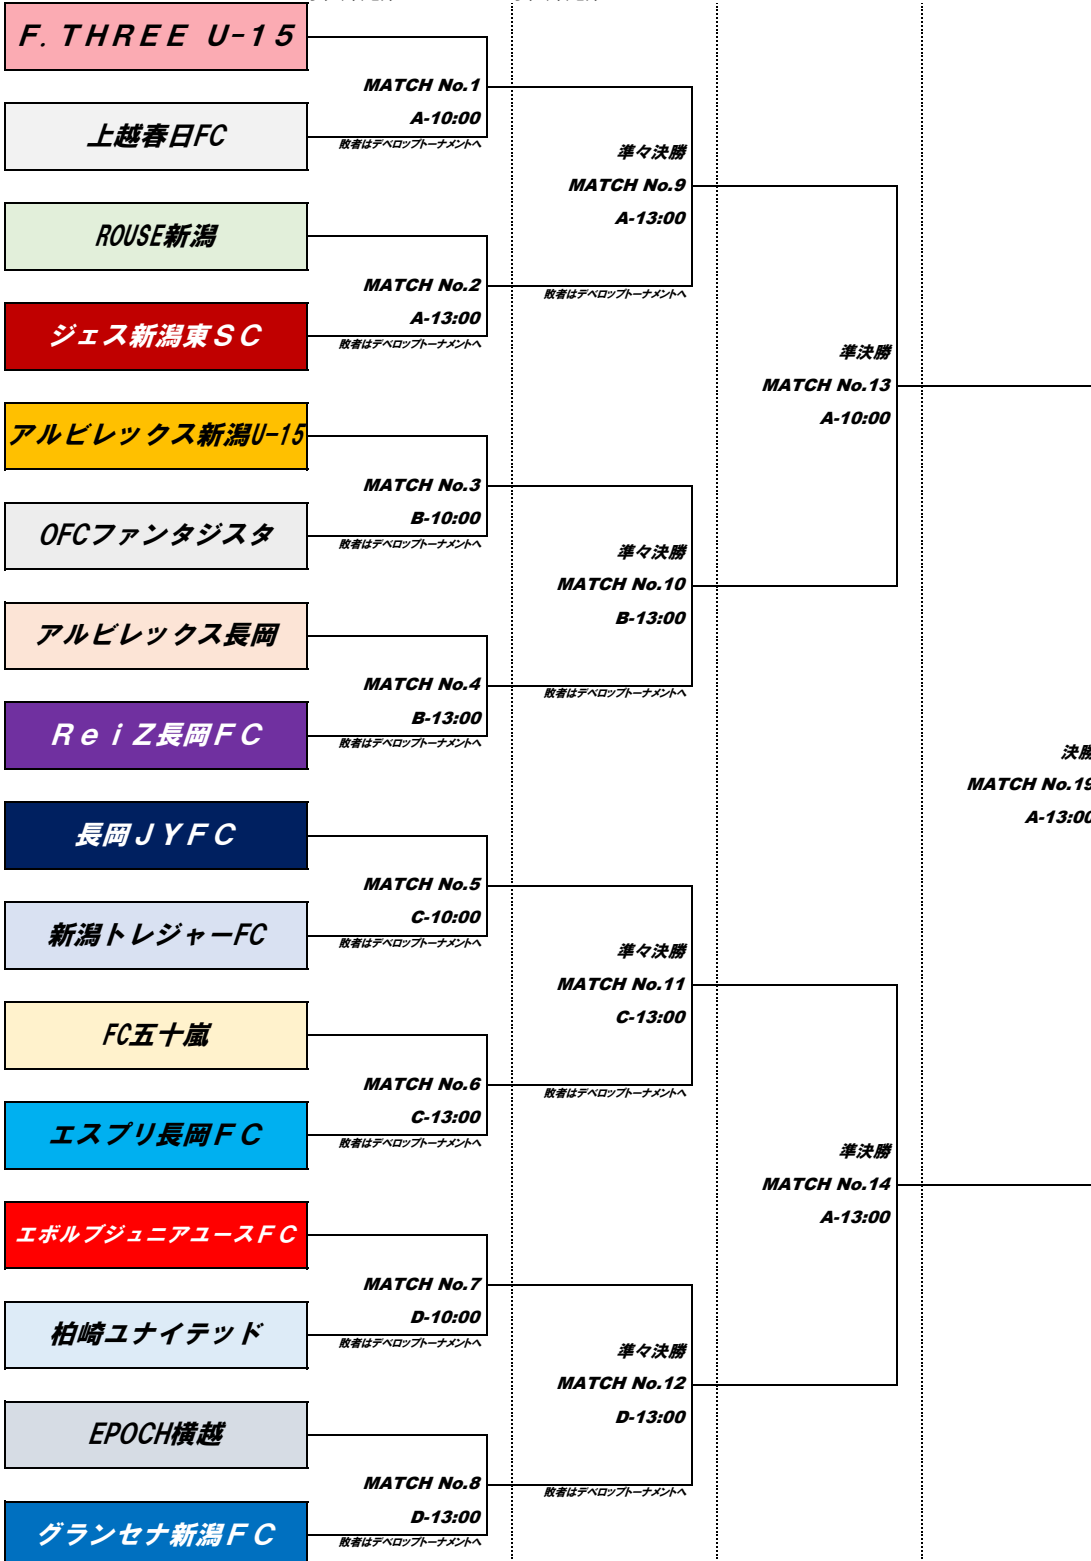 F. THREE U-15
MATCH No.1
A-10:00
敗者はデベロップトーナメントへ
上越春日FC
準々決勝
MATCH No.9
A-13:00
ROUSE新潟
MATCH No.2
A-13:00
敗者はデベロップトーナメントへ
敗者はデベロップトーナメントへ
ジェス新潟東ＳＣ
準決勝
MATCH No.13
A-10:00
アルビレックス新潟U-15
MATCH No.3
B-10:00
敗者はデベロップトーナメントへ
OFCファンタジスタ
準々決勝
MATCH No.10
B-13:00
アルビレックス長岡
MATCH No.4
B-13:00
敗者はデベロップトーナメントへ
敗者はデベロップトーナメントへ
ＲｅｉＺ長岡ＦＣ
決勝
MATCH No.19
A-13:00
長岡ＪＹＦＣ
MATCH No.5
C-10:00
敗者はデベロップトーナメントへ
新潟トレジャーFC
準々決勝
MATCH No.11
C-13:00
FC五十嵐
MATCH No.6
C-13:00
敗者はデベロップトーナメントへ
敗者はデベロップトーナメントへ
エスプリ長岡ＦＣ
準決勝
MATCH No.14
A-13:00
エボルブジュニアユースＦＣ
MATCH No.7
D-10:00
敗者はデベロップトーナメントへ
柏崎ユナイテッド
準々決勝
MATCH No.12
D-13:00
EPOCH横越
MATCH No.8
D-13:00
敗者はデベロップトーナメントへ
敗者はデベロップトーナメントへ
グランセナ新潟ＦＣ